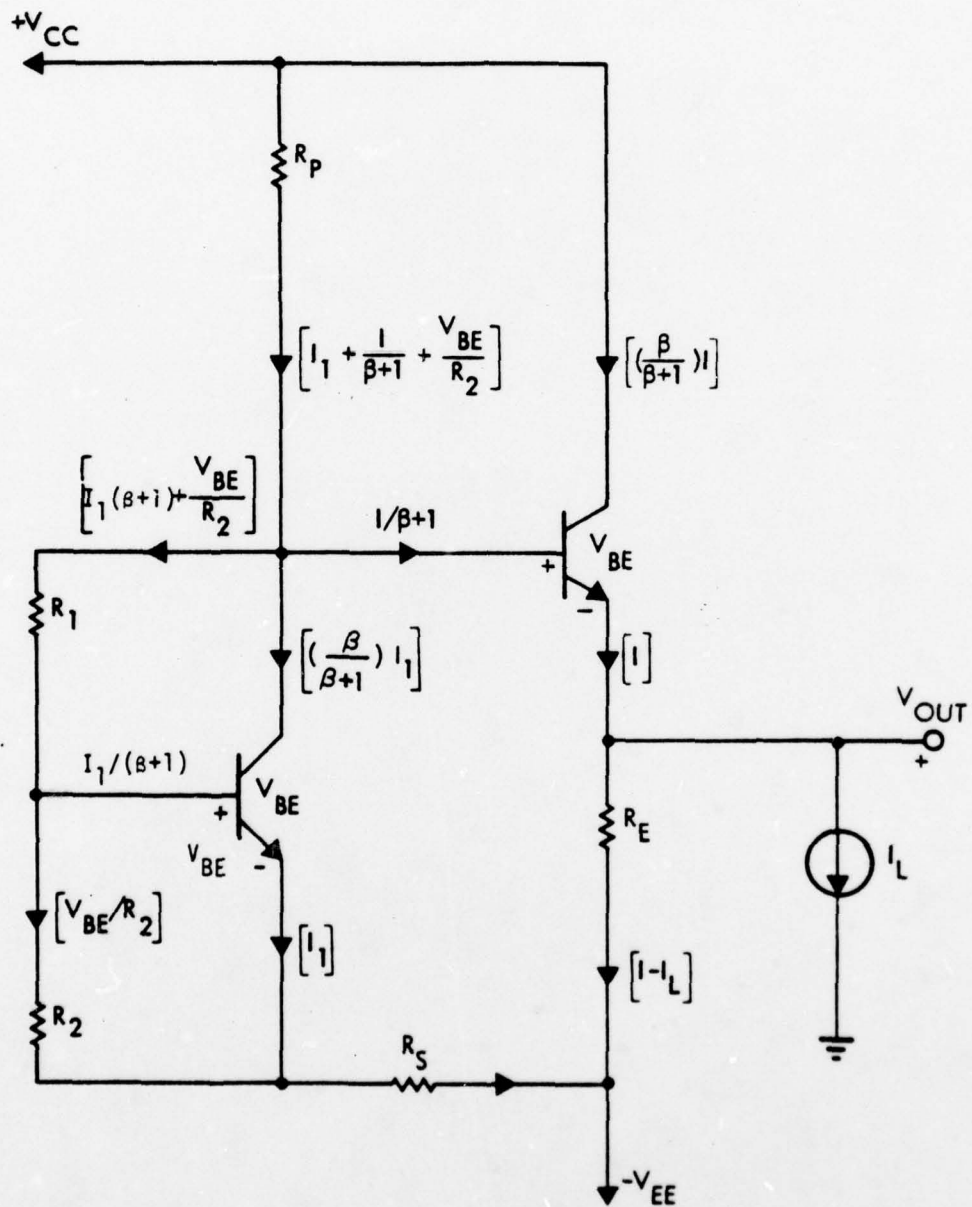 +V_CC
R_P
[I_1 + I/(β+1) + V_BE/R_2]
[(β/(β+1))I]
[I_1(β+1)+ V_BE/R_2]
I/β+1
V_BE
+
-
R_1
[(β/(β+1)) I_1]
[I]
V_OUT
+
I_1/(β+1)
V_BE
+
V_BE
-
R_E
I_L
[V_BE/R_2]
[I_1]
[I-I_L]
R_2
R_S
-V_EE